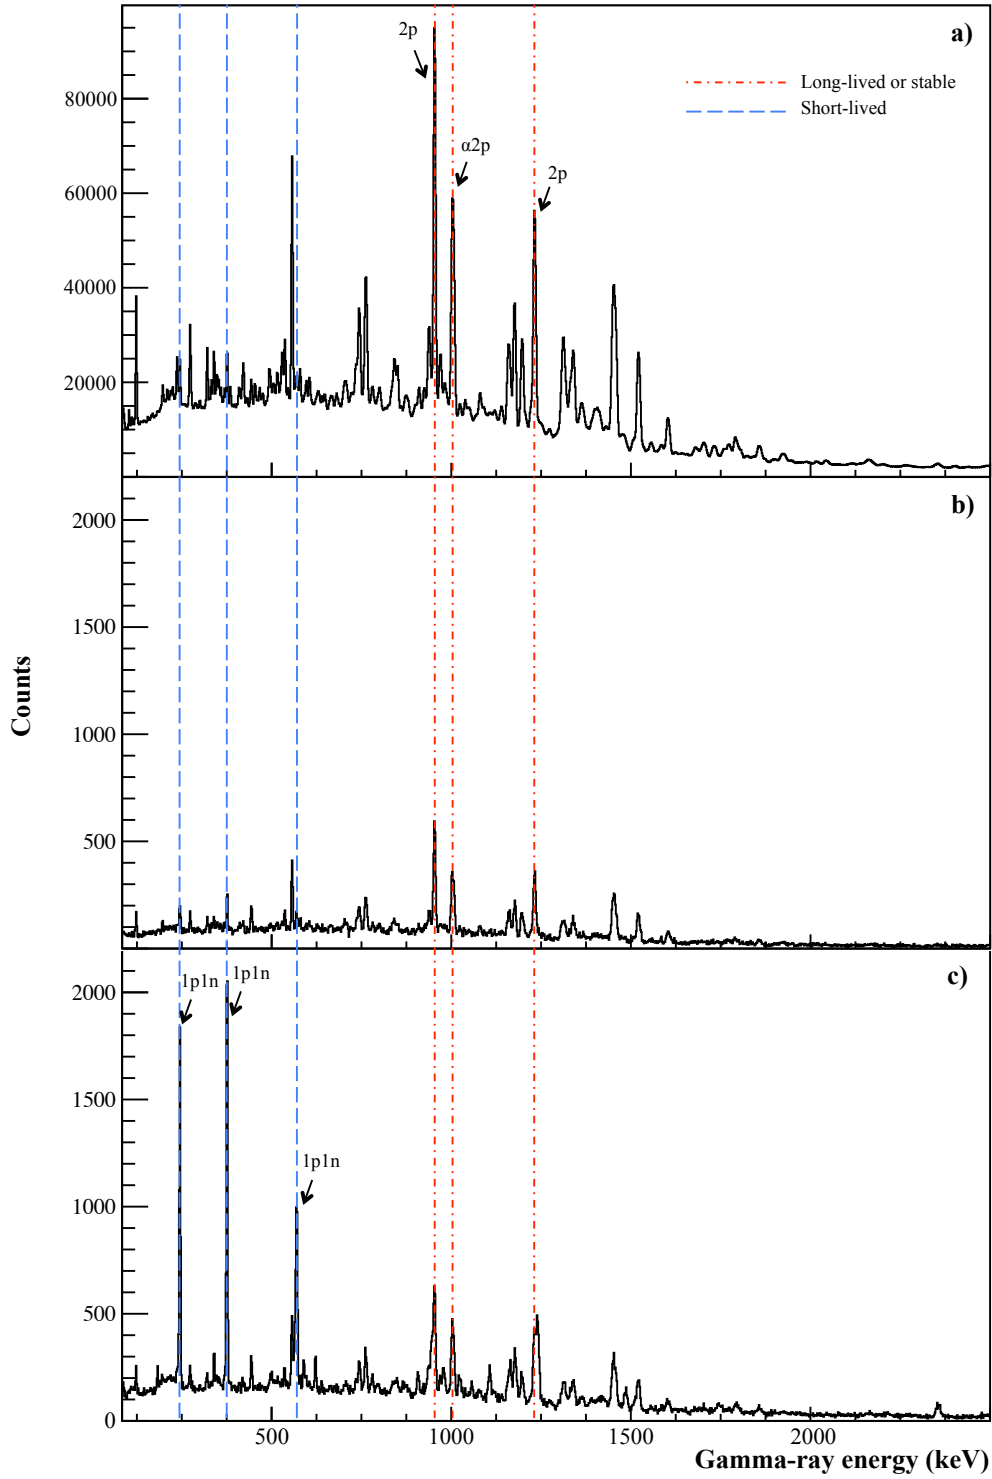 a)
2p
Long-lived or stable
Short-lived
α2p
2p
80000
60000
40000
20000
b)
2000
1500
1000
500
Counts
c)
1p1n
1p1n
1p1n
2000
1500
1000
500
0
500
1000
1500
2000
Gamma-ray energy (keV)